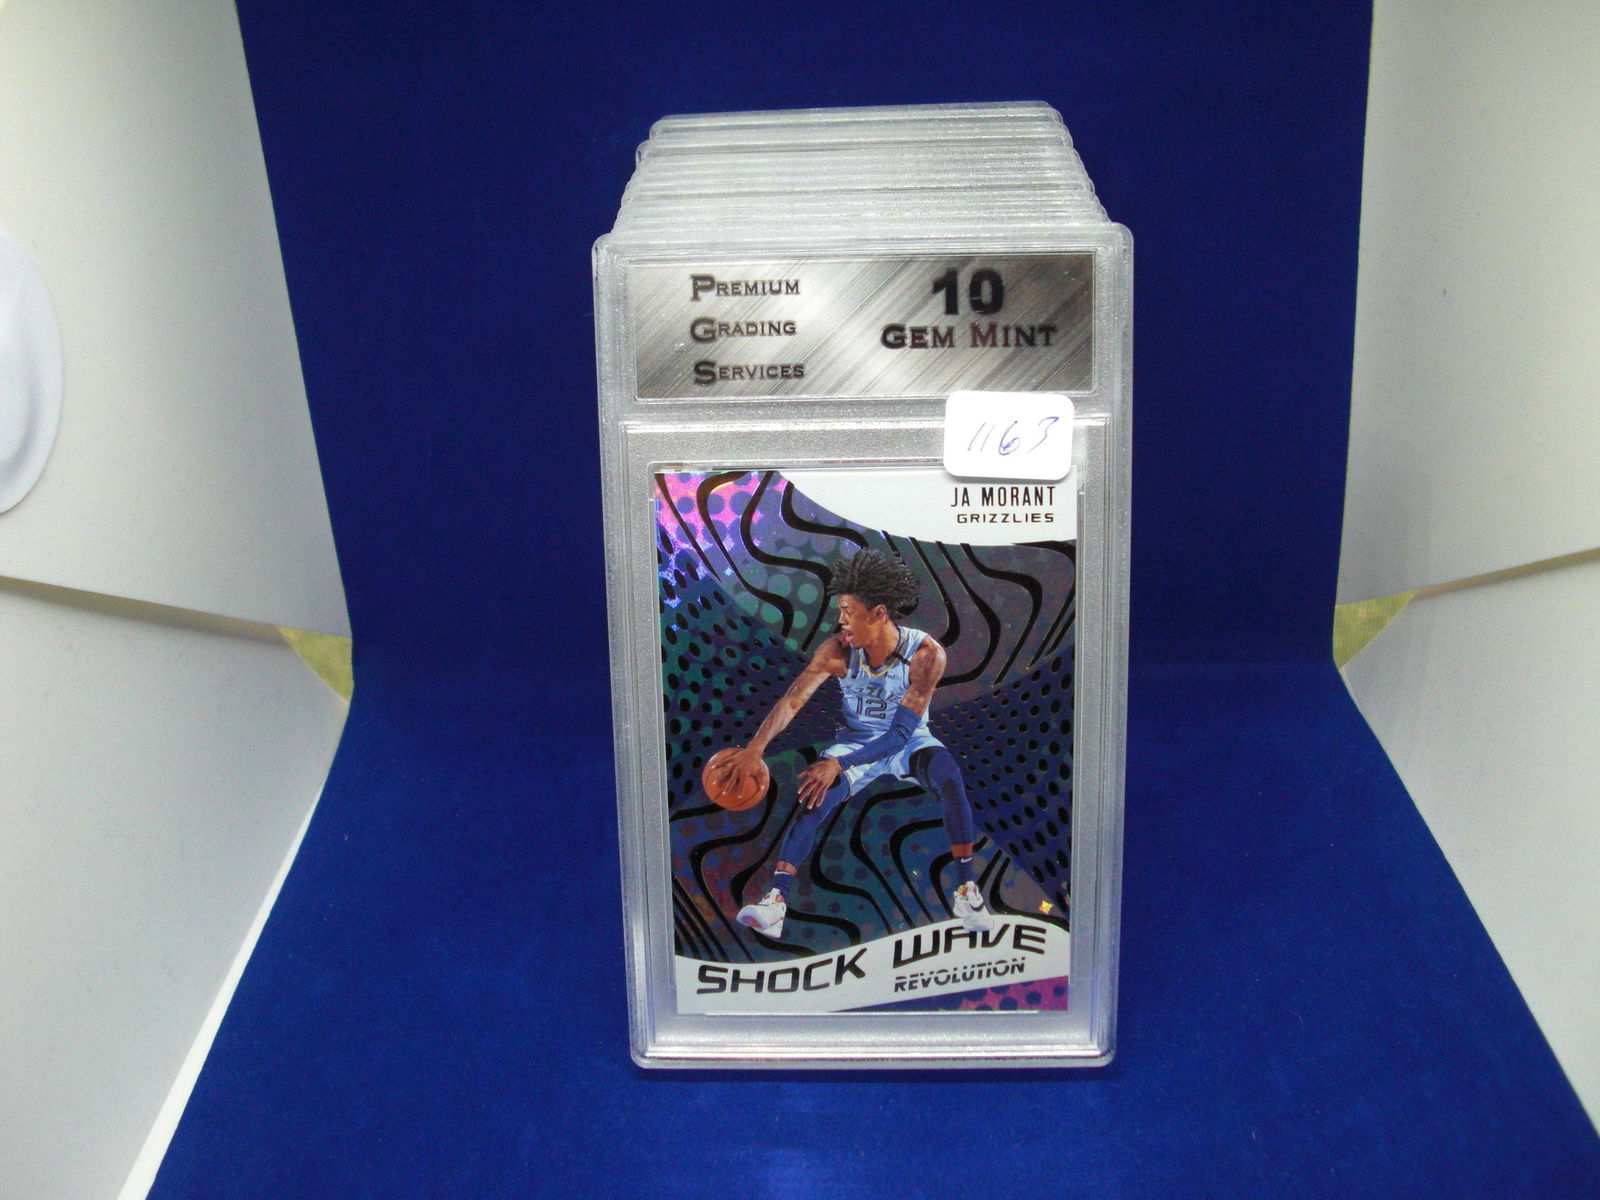 PREMIUM
GRADING
SERVICES
10
GEM MINT
1163
JA MORANT
GRIZZLIES
12
SHOCK WAVE
REVOLUTION